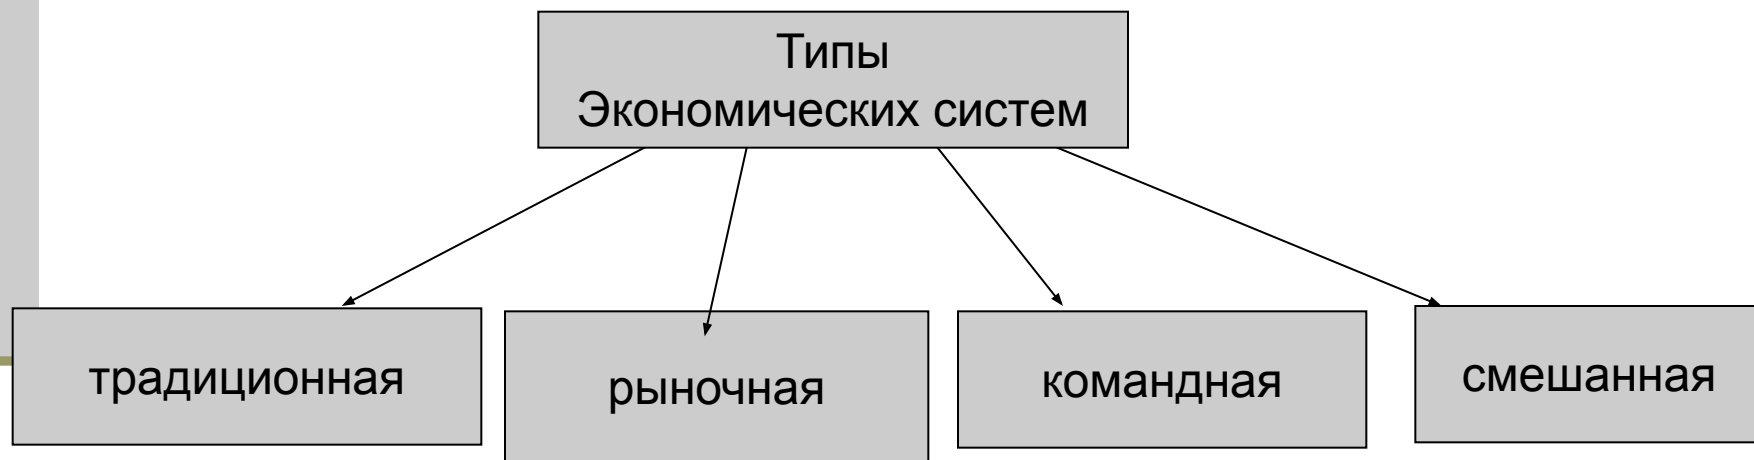 Типы
Экономических систем
традиционная
рыночная
командная
смешанная